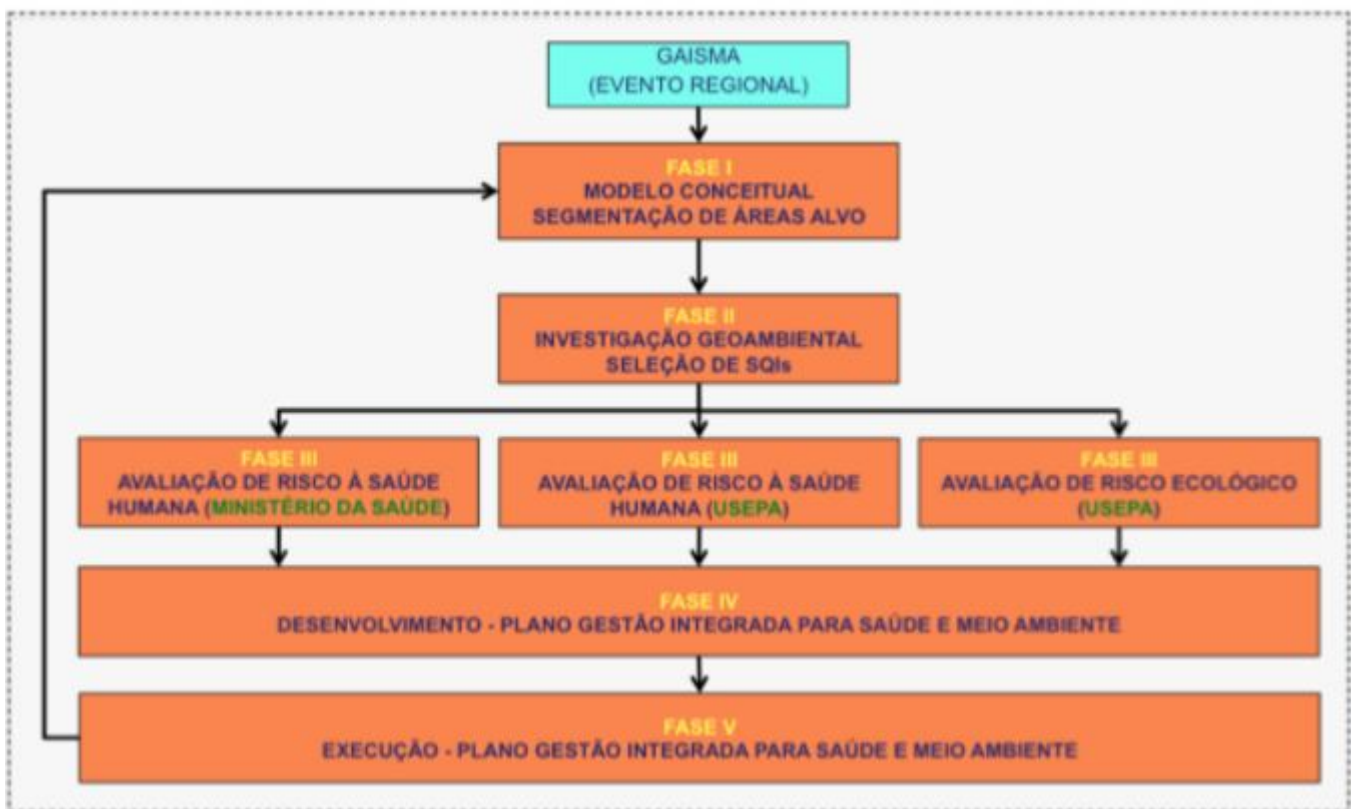 GAISMA
(EVENTO REGIONAL)
FASE I
MODELO CONCEITUAL
SEGMENTAÇÃO DE ÁREAS ALVO
FASE II
INVESTIGAÇÃO GEOAMBIENTAL
SELEÇÃO DE SQIs
FASE III
AVALIAÇÃO DE RISCO À SAÚDE
HUMANA (MINISTÉRIO DA SAÚDE)
FASE III
AVALIAÇÃO DE RISCO À SAÚDE
HUMANA (USEPA)
FASE III
AVALIAÇÃO DE RISCO ECOLÓGICO
(USEPA)
FASE IV
DESENVOLVIMENTO - PLANO GESTÃO INTEGRADA PARA SAÚDE E MEIO AMBIENTE
FASE V
EXECUÇÃO - PLANO GESTÃO INTEGRADA PARA SAÚDE E MEIO AMBIENTE